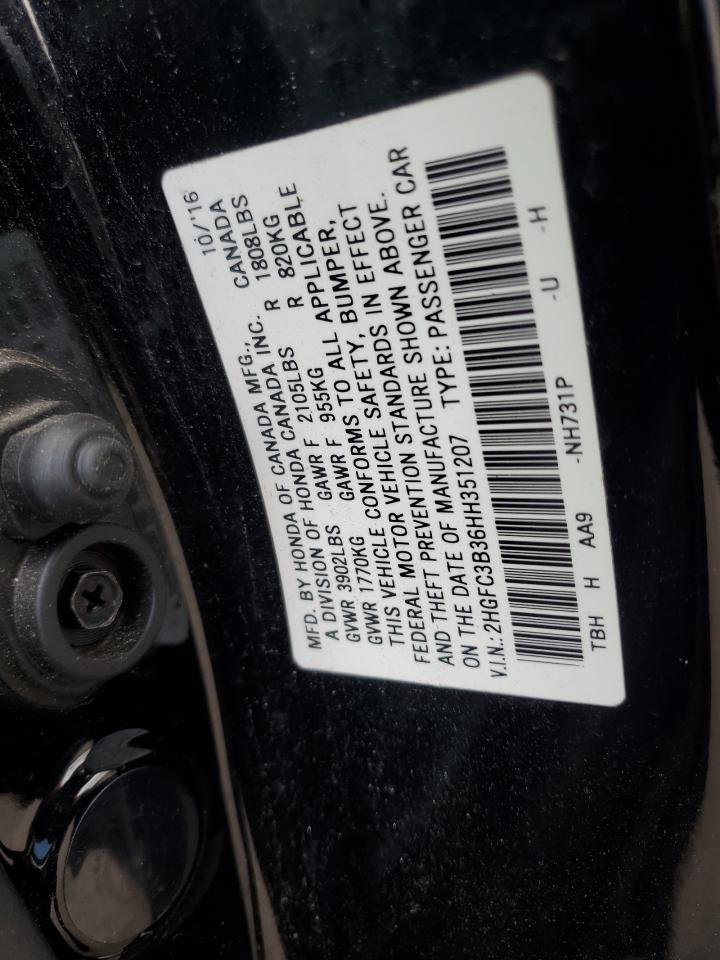 MFD. BY HONDA OF CANADA MFG., CANADA 10/'16
A DIVISION OF HONDA CANADA INC.
GVWR 3902LBS GAWR F 2105LBS R 1808LBS
GVWR 1770KG GAWR F 955KG R 820KG
THIS VEHICLE CONFORMS TO ALL APPLICABLE
FEDERAL MOTOR VEHICLE SAFETY, BUMPER,
AND THEFT PREVENTION STANDARDS IN EFFECT
ON THE DATE OF MANUFACTURE SHOWN ABOVE.
V.I.N.: 2HGFC3B36HH351207 TYPE: PASSENGER CAR
TBH H AA9 -NH731P -U -H